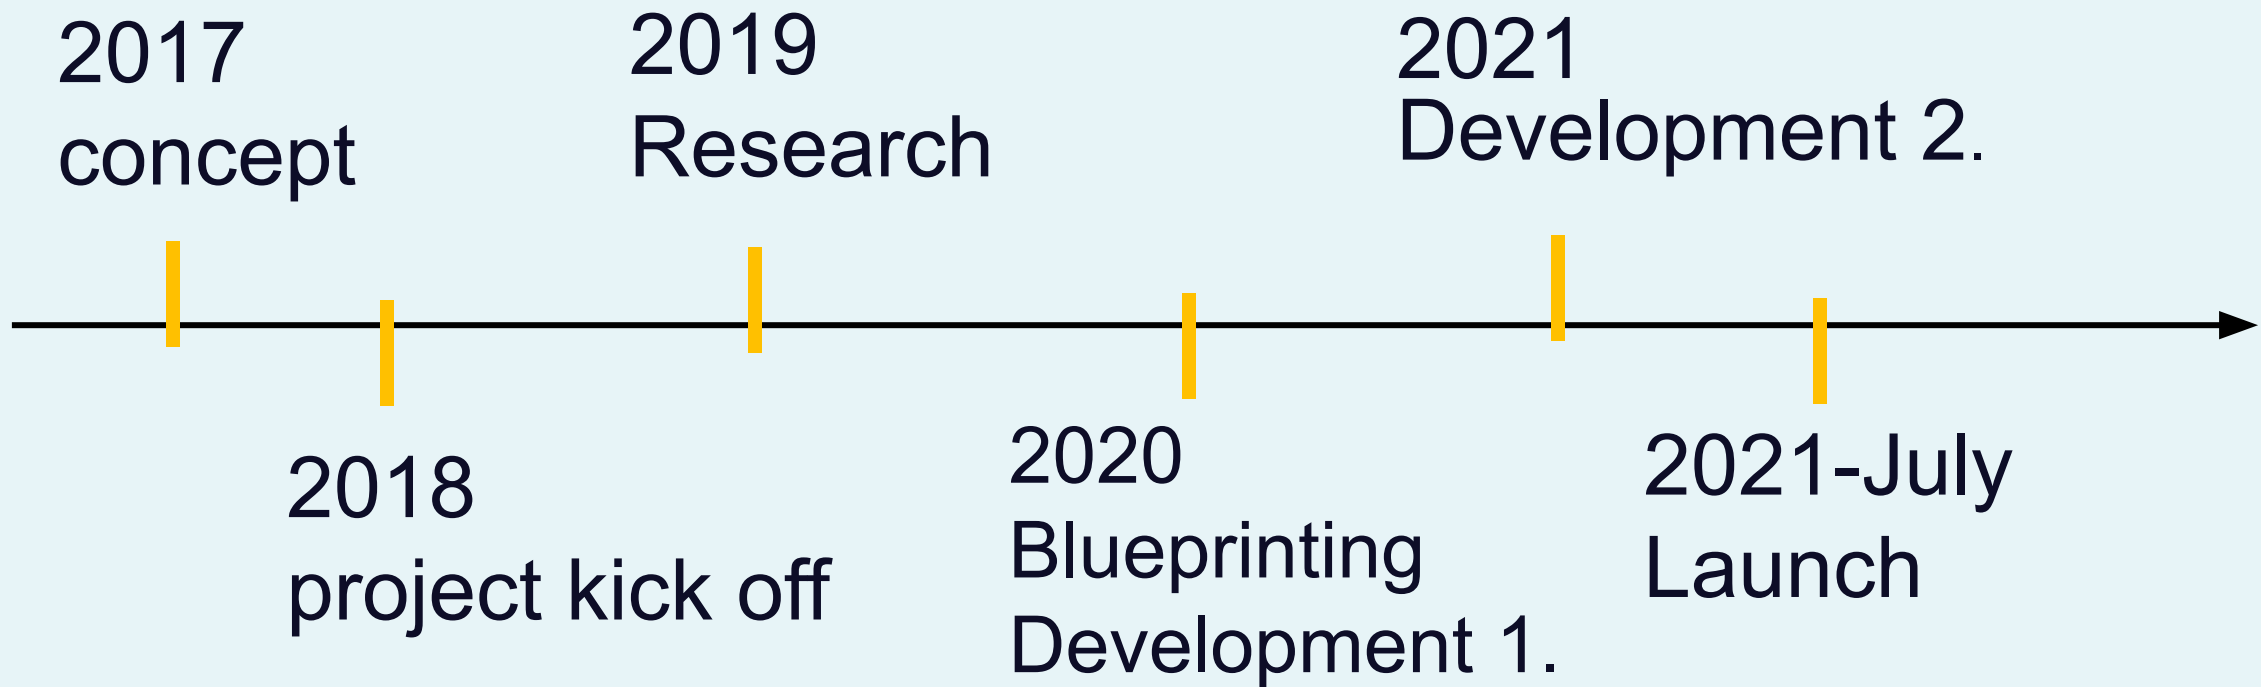 2017
concept
2018
project kick off
2019
Research
2020
Blueprinting
Development 1.
2021
Development 2.
2021-July
Launch